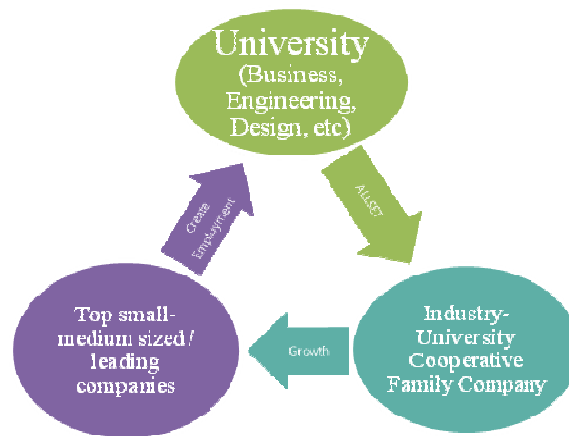 University
(Business,
Engineering,
Design, etc)
ALLSET
Create
Employment
Top small-
medium sized /
leading
companies
Growth
Industry-
University
Cooperative
Family Company